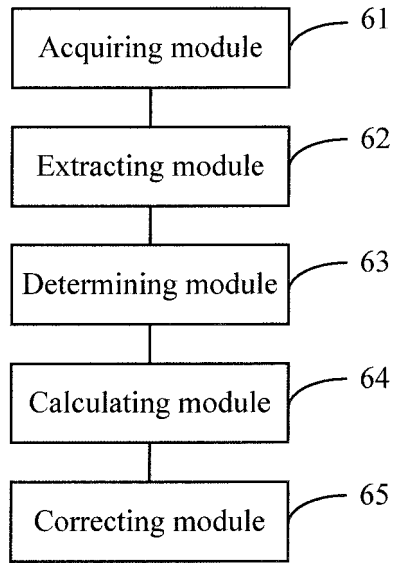 61
Acquiring module
62
Extracting module
63
Determining module
64
Calculating module
65
Correcting module